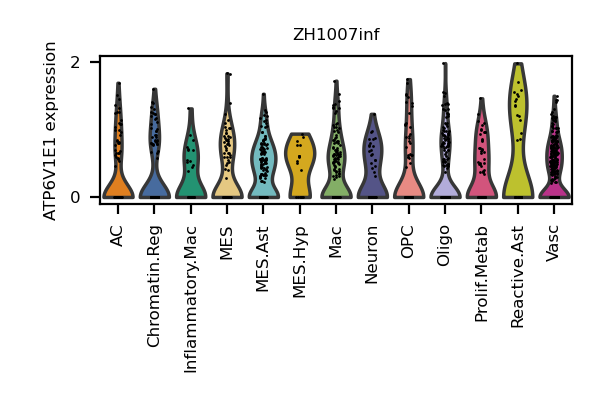 ZH1007inf
ATP6V1E1 expression
2
0
AC
Chromatin.Reg
Inflammatory.Mac
MES
MES.Ast
MES.Hyp
Mac
Neuron
OPC
Oligo
Prolif.Metab
Reactive.Ast
Vasc